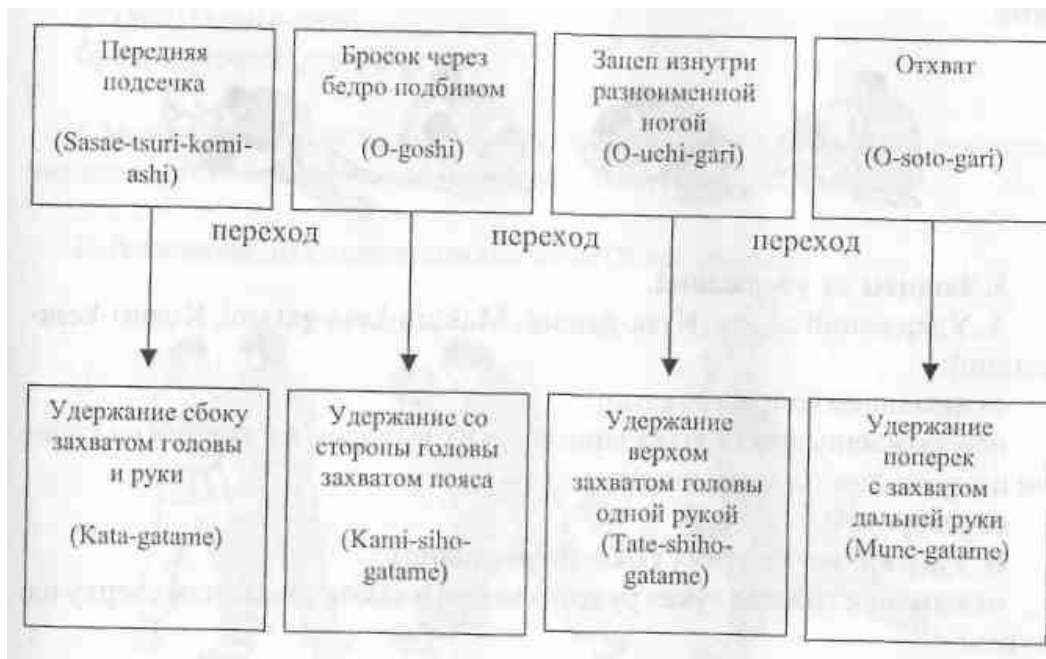 Передняя
подсечка
(Sasae-tsuri-komi-
ashi)
Бросок через
бедро подбивом
(O-goshi)
Зацеп изнутри
разноименной
ногой
(O-uchi-gari)
Отхват
(O-soto-gari)
переход
переход
переход
Удержание сбоку
захватом головы
и руки
(Kata-gatame)
Удержание со
стороны головы
захватом пояса
(Kami-siho-
gatame)
Удержание
верхом
захватом головы
одной рукой
(Tate-shiho-
gatame)
Удержание
поперек
с захватом
дальней руки
(Mune-gatame)